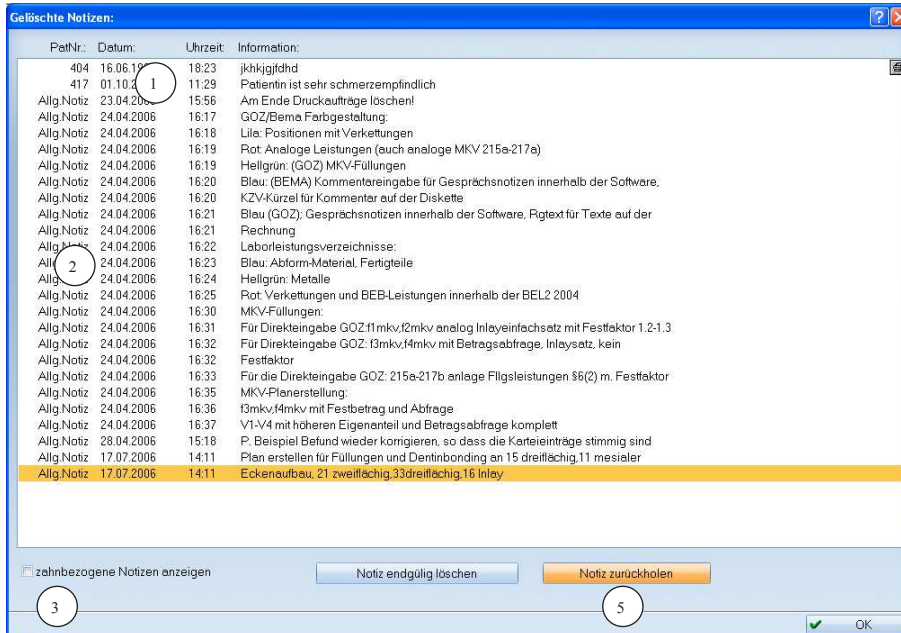 Gelöschte Notizen:
PatNr.: Datum: Uhrzeit: Information:
404 16.06.19 18:23 jkhkjgjfdhd
417 01.10.2 11:29 Patientin ist sehr schmerzempfindlich
1
Allg.Notiz 23.04.2006 15:56 Am Ende Druckaufträge löschen!
Allg.Notiz 24.04.2006 16:17 GOZ/Bema Farbgestaltung:
Allg.Notiz 24.04.2006 16:18 Lila: Positionen mit Verkettungen
Allg.Notiz 24.04.2006 16:19 Rot: Analoge Leistungen (auch analoge MKV 215a-217a)
Allg.Notiz 24.04.2006 16:19 Hellgrün: (GOZ) MKV-Füllungen
Allg.Notiz 24.04.2006 16:20 Blau: (BEMA) Kommentareingabe für Gesprächsnotizen innerhalb der Software,
Allg.Notiz 24.04.2006 16:20 KZV-Kürzel für Kommentar auf der Diskette
Allg.Notiz 24.04.2006 16:21 Blau (GOZ); Gesprächsnotizen innerhalb der Software, Rgtext für Texte auf der
Allg.Notiz 24.04.2006 16:21 Rechnung
Allg.Notiz 24.04.2006 16:22 Laborleistungsverzeichnisse:
All 24.04.2006 16:23 Blau: Abform-Material, Fertigteile
2
Allg. 24.04.2006 16:24 Hellgrün: Metalle
Allg.Notiz 24.04.2006 16:25 Rot: Verkettungen und BEB-Leistungen innerhalb der BEL2 2004
Allg.Notiz 24.04.2006 16:30 MKV-Füllungen:
Allg.Notiz 24.04.2006 16:31 Für Direkteingabe GOZ:f1mkv,f2mkv analog Inlayeinfachsatz mit Festfaktor 1.2-1.3
Allg.Notiz 24.04.2006 16:32 Für Direkteingabe GOZ: f3mkv,f4mkv mit Betragsabfrage, Inlaysatz, kein
Allg.Notiz 24.04.2006 16:32 Festfaktor
Allg.Notiz 24.04.2006 16:33 Für die Direkteingabe GOZ: 215a-217b anlage Fllgsleistungen §6(2) m. Festfaktor
Allg.Notiz 24.04.2006 16:35 MKV-Planerstellung:
Allg.Notiz 24.04.2006 16:36 f3mkv,f4mkv mit Festbetrag und Abfrage
Allg.Notiz 24.04.2006 16:37 V1-V4 mit höheren Eigenanteil und Betragsabfrage komplett
Allg.Notiz 28.04.2006 15:18 P. Beispiel Befund wieder korrigieren, so dass die Karteieinträge stimmig sind
Allg.Notiz 17.07.2006 14:11 Plan erstellen für Füllungen und Dentinbonding an 15 dreiflächig,11 mesialer
Allg.Notiz 17.07.2006 14:11 Eckenaufbau, 21 zweiflächig,33dreiflächig,16 Inlay
zahnbezogene Notizen anzeigen Notiz endgülig löschen Notiz zurückholen
3 5
OK